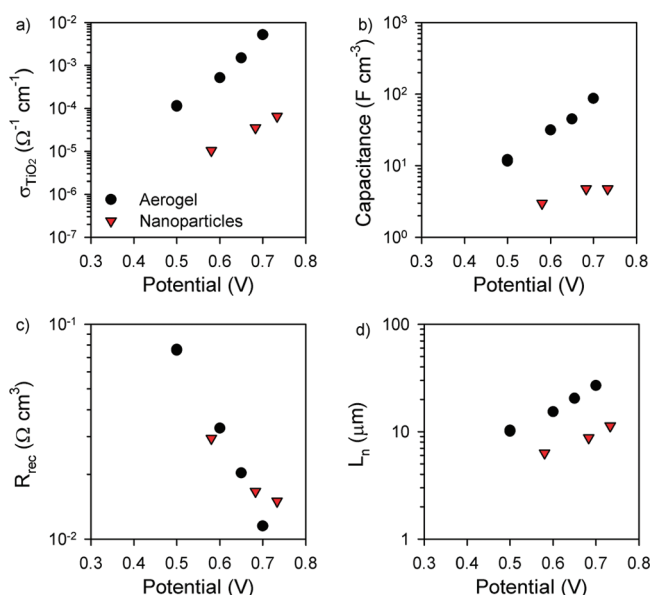 a)
σTiO₂ (Ω⁻¹ cm⁻¹)
10⁻²
10⁻³
10⁻⁴
10⁻⁵
10⁻⁶
10⁻⁷
Aerogel
Nanoparticles
0.3 0.4 0.5 0.6 0.7 0.8
Potential (V)
b)
Capacitance (F cm⁻³)
10³
10²
10¹
10⁰
0.3 0.4 0.5 0.6 0.7 0.8
Potential (V)
c)
Rrec (Ω cm³)
10⁻¹
10⁻²
0.3 0.4 0.5 0.6 0.7 0.8
Potential (V)
d)
Ln (μm)
100
10
1
0.3 0.4 0.5 0.6 0.7 0.8
Potential (V)